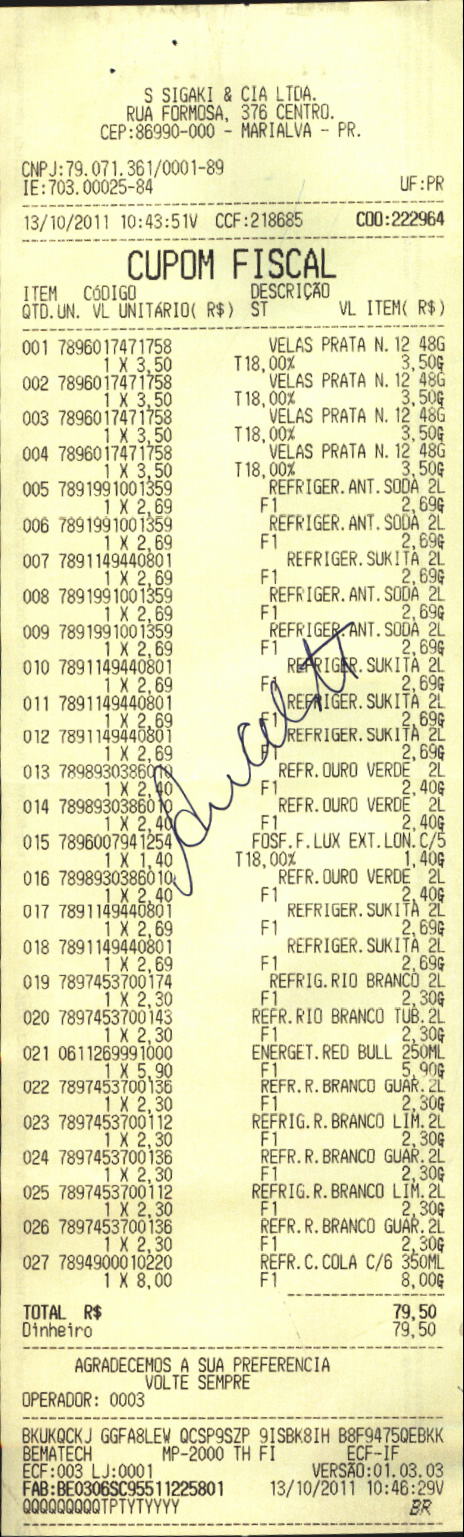 S SIGAKI & CIA LTDA.
RUA FORMOSA, 376 CENTRO.
CEP:86990-000 - MARIALVA - PR.
CNPJ:79.071.361/0001-89
IE:703.00025-84 UF:PR
13/10/2011 10:43:51V CCF:218685 COO:222964
CUPOM FISCAL
ITEM CÓDIGO DESCRIÇÃO
QTD.UN. VL UNITÁRIO( R$) ST VL ITEM( R$)
001 7896017471758 VELAS PRATA N.12 48G
1 X 3,50 T18,00% 3,50G
002 7896017471758 VELAS PRATA N.12 48G
1 X 3,50 T18,00% 3,50G
003 7896017471758 VELAS PRATA N.12 48G
1 X 3,50 T18,00% 3,50G
004 7896017471758 VELAS PRATA N.12 48G
1 X 3,50 T18,00% 3,50G
005 7891991001359 REFRIGER.ANT.SODA 2L
1 X 2,69 F1 2,69G
006 7891991001359 REFRIGER.ANT.SODA 2L
1 X 2,69 F1 2,69G
007 7891149440801 REFRIGER.SUKITA 2L
1 X 2,69 F1 2,69G
008 7891991001359 REFRIGER.ANT.SODA 2L
1 X 2,69 F1 2,69G
009 7891991001359 REFRIGER.ANT.SODA 2L
1 X 2,69 F1 2,69G
010 7891149440801 REFRIGER.SUKITA 2L
1 X 2,69 F1 2,69G
011 7891149440801 REFRIGER.SUKITA 2L
1 X 2,69 F1 2,69G
012 7891149440801 REFRIGER.SUKITA 2L
1 X 2,69 F1 2,69G
013 7898930386010 REFR.OURO VERDE 2L
1 X 2,40 F1 2,40G
014 7898930386010 REFR.OURO VERDE 2L
1 X 2,40 F1 2,40G
015 7896007941254 FOSF.F.LUX EXT.LON.C/5
1 X 1,40 T18,00% 1,40G
016 7898930386010 REFR.OURO VERDE 2L
1 X 2,40 F1 2,40G
017 7891149440801 REFRIGER.SUKITA 2L
1 X 2,69 F1 2,69G
018 7891149440801 REFRIGER.SUKITA 2L
1 X 2,69 F1 2,69G
019 7897453700174 REFRIG.RIO BRANCO 2L
1 X 2,30 F1 2,30G
020 7897453700143 REFR.RIO BRANCO TUB.2L
1 X 2,30 F1 2,30G
021 0611269991000 ENERGET.RED BULL 250ML
1 X 5,90 F1 5,90G
022 7897453700136 REFR.R.BRANCO GUAR.2L
1 X 2,30 F1 2,30G
023 7897453700112 REFRIG.R.BRANCO LIM.2L
1 X 2,30 F1 2,30G
024 7897453700136 REFR.R.BRANCO GUAR.2L
1 X 2,30 F1 2,30G
025 7897453700112 REFRIG.R.BRANCO LIM.2L
1 X 2,30 F1 2,30G
026 7897453700136 REFR.R.BRANCO GUAR.2L
1 X 2,30 F1 2,30G
027 7894900010220 REFR.C.COLA C/6 350ML
1 X 8,00 F1 8,00G
TOTAL R$ 79,50
Dinheiro 79,50
AGRADECEMOS A SUA PREFERENCIA
VOLTE SEMPRE
OPERADOR: 0003
BKUKQCKJ GGFA8LEW QCSP9SZP 9ISBK8IH B8F9475QEBKK
BEMATECH MP-2000 TH FI ECF-IF
ECF:003 LJ:0001 VERSÃO:01.03.03
FAB:BE0306SC95511225801 13/10/2011 10:46:29V
QQQQQQQQQTPTYTYYYY BR